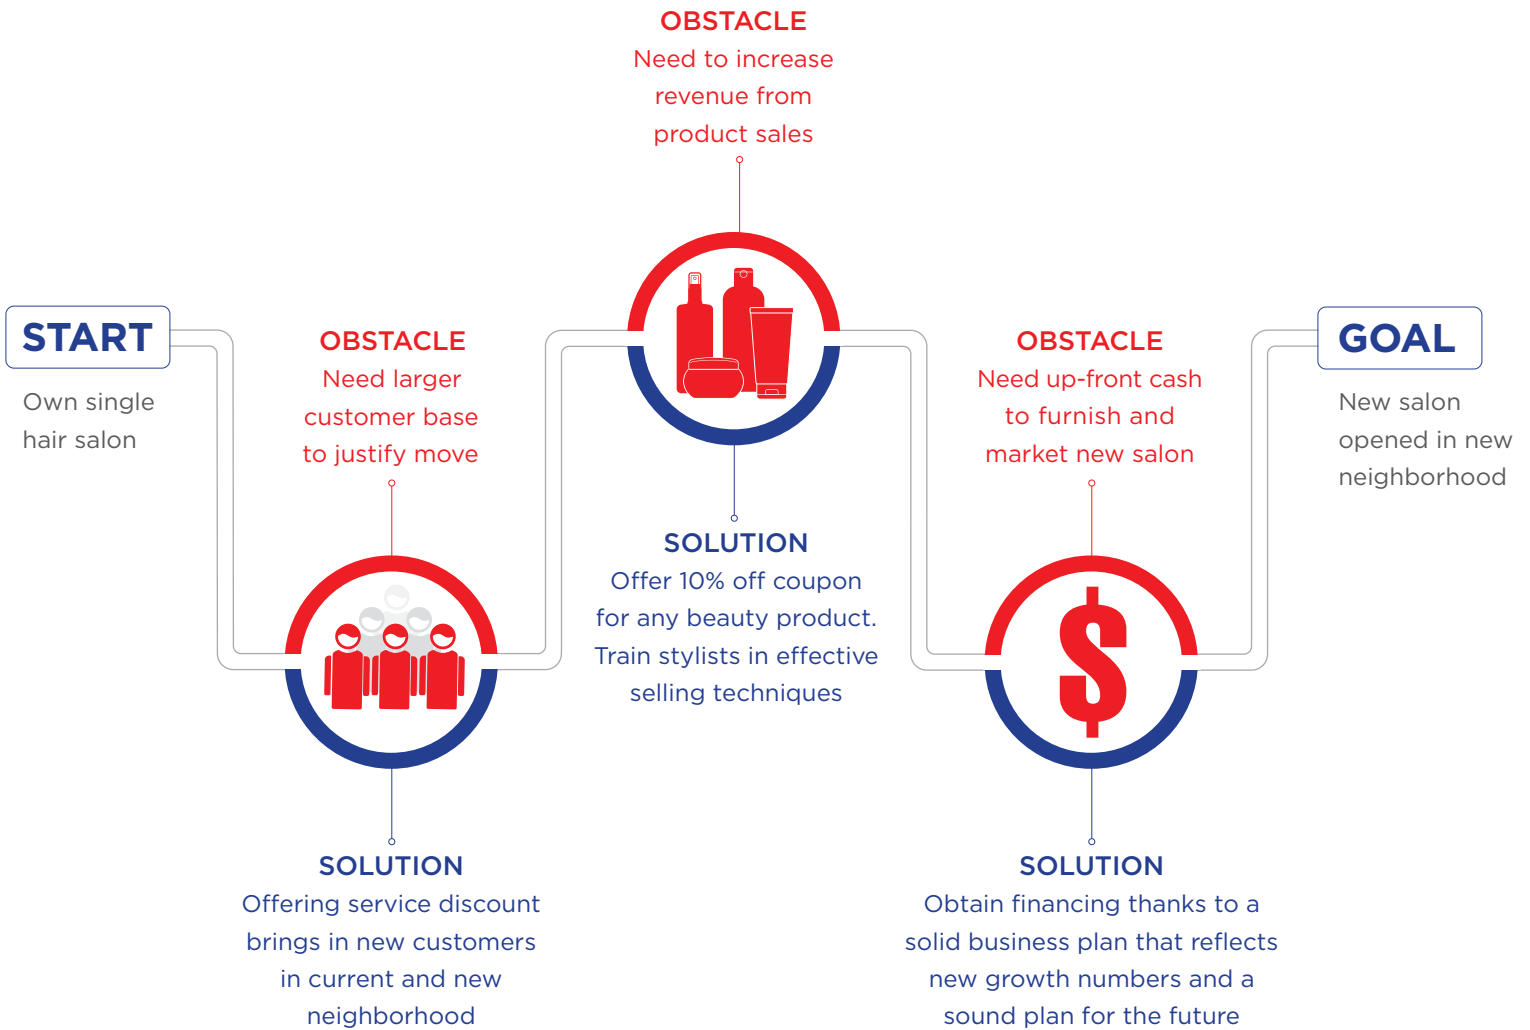 START
Own single
hair salon
OBSTACLE
Need larger
customer base
to justify move
SOLUTION
Offering service discount
brings in new customers
in current and new
neighborhood
OBSTACLE
Need to increase
revenue from
product sales
SOLUTION
Offer 10% off coupon
for any beauty product.
Train stylists in effective
selling techniques
OBSTACLE
Need up-front cash
to furnish and
market new salon
$
SOLUTION
Obtain financing thanks to a
solid business plan that reflects
new growth numbers and a
sound plan for the future
GOAL
New salon
opened in new
neighborhood